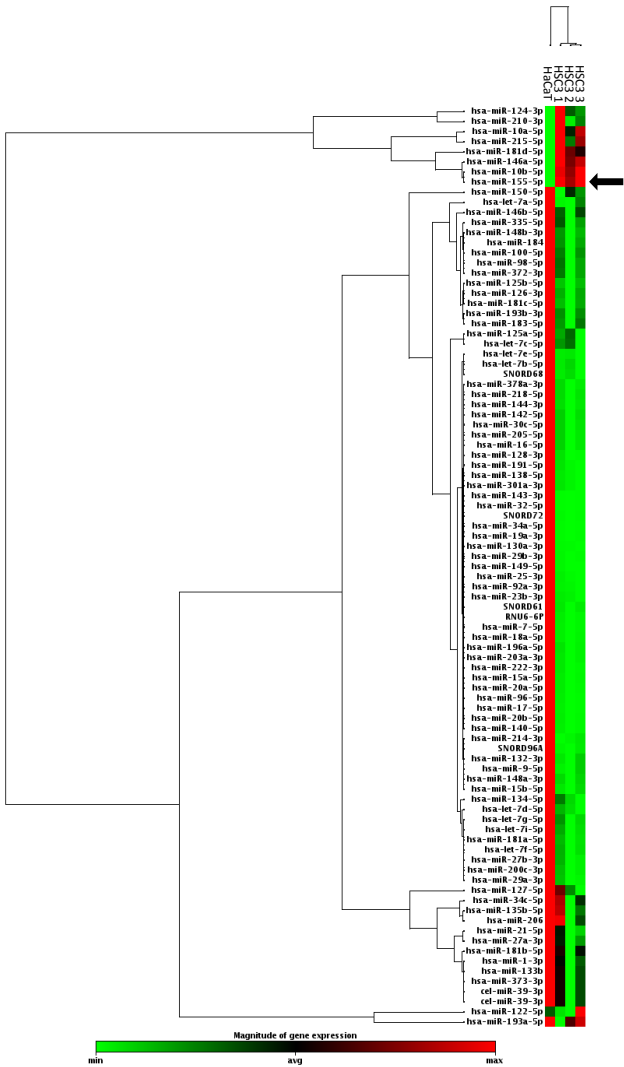 HaCaT
HSC3 1
HSC3 2
HSC3 3
hsa-miR-124-3p
hsa-miR-210-3p
hsa-miR-10a-5p
hsa-miR-215-5p
hsa-miR-181d-5p
hsa-miR-146a-5p
hsa-miR-10b-5p
hsa-miR-155-5p
hsa-miR-150-5p
hsa-let-7a-5p
hsa-miR-146b-5p
hsa-miR-335-5p
hsa-miR-148b-3p
hsa-miR-184
hsa-miR-100-5p
hsa-miR-98-5p
hsa-miR-372-3p
hsa-miR-125b-5p
hsa-miR-126-3p
hsa-miR-181c-5p
hsa-miR-193b-3p
hsa-miR-183-5p
hsa-miR-125a-5p
hsa-let-7c-5p
hsa-let-7e-5p
hsa-let-7b-5p
SNORD68
hsa-miR-378a-3p
hsa-miR-218-5p
hsa-miR-144-3p
hsa-miR-142-5p
hsa-miR-30c-5p
hsa-miR-205-5p
hsa-miR-16-5p
hsa-miR-128-3p
hsa-miR-191-5p
hsa-miR-138-5p
hsa-miR-301a-3p
hsa-miR-143-3p
hsa-miR-32-5p
SNORD72
hsa-miR-34a-5p
hsa-miR-19a-3p
hsa-miR-130a-3p
hsa-miR-29b-3p
hsa-miR-149-5p
hsa-miR-25-3p
hsa-miR-92a-3p
hsa-miR-23b-3p
SNORD61
RNU6-6P
hsa-miR-7-5p
hsa-miR-18a-5p
hsa-miR-196a-5p
hsa-miR-203a-3p
hsa-miR-222-3p
hsa-miR-15a-5p
hsa-miR-20a-5p
hsa-miR-96-5p
hsa-miR-17-5p
hsa-miR-20b-5p
hsa-miR-140-5p
hsa-miR-214-3p
SNORD96A
hsa-miR-132-3p
hsa-miR-9-5p
hsa-miR-148a-3p
hsa-miR-15b-5p
hsa-miR-134-5p
hsa-let-7d-5p
hsa-let-7g-5p
hsa-let-7i-5p
hsa-miR-181a-5p
hsa-let-7f-5p
hsa-miR-27b-3p
hsa-miR-200c-3p
hsa-miR-29a-3p
hsa-miR-127-5p
hsa-miR-34c-5p
hsa-miR-135b-5p
hsa-miR-206
hsa-miR-21-5p
hsa-miR-27a-3p
hsa-miR-181b-5p
hsa-miR-1-3p
hsa-miR-133b
hsa-miR-373-3p
cel-miR-39-3p
cel-miR-39-3p
hsa-miR-122-5p
hsa-miR-193a-5p
Magnitude of gene expression
min avg max